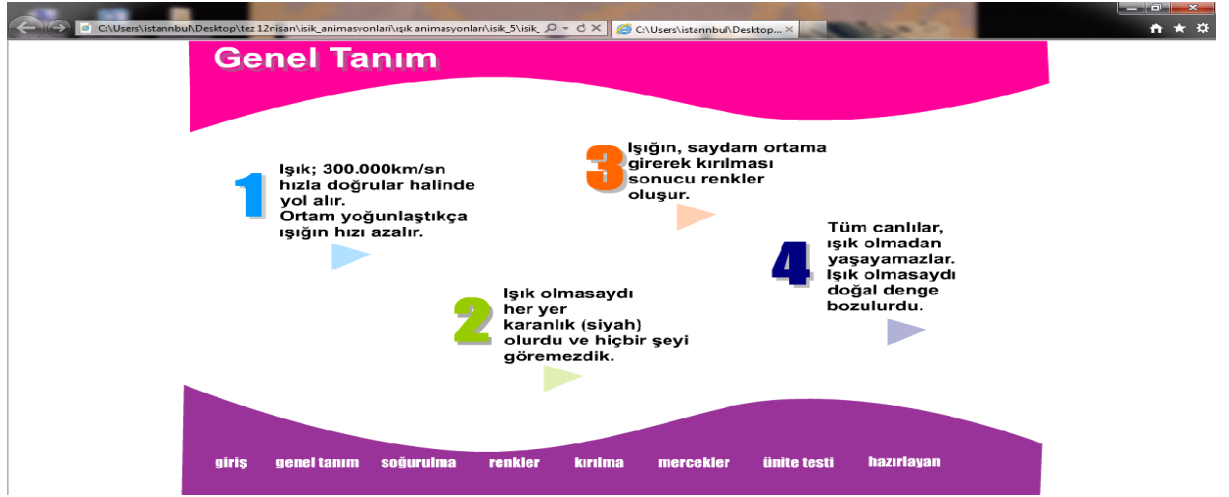 C:\Users\istannbul\Desktop\tez 12nisan\isik_animasyonlari\ışık animasyonları\isik_5\isik_
C:\Users\istannbul\Desktop...
Genel Tanım
1
Işık; 300.000km/sn
hızla doğrular halinde
yol alır.
Ortam yoğunlaştıkça
ışığın hızı azalır.
2
Işık olmasaydı
her yer
karanlık (siyah)
olurdu ve hiçbir şeyi
göremezdik.
3
Işığın, saydam ortama
girerek kırılması
sonucu renkler
oluşur.
4
Tüm canlılar,
ışık olmadan
yaşayamazlar.
Işık olmasaydı
doğal denge
bozulurdu.
giriş genel tanım soğurulma renkler kırılma mercekler ünite testi hazırlayan